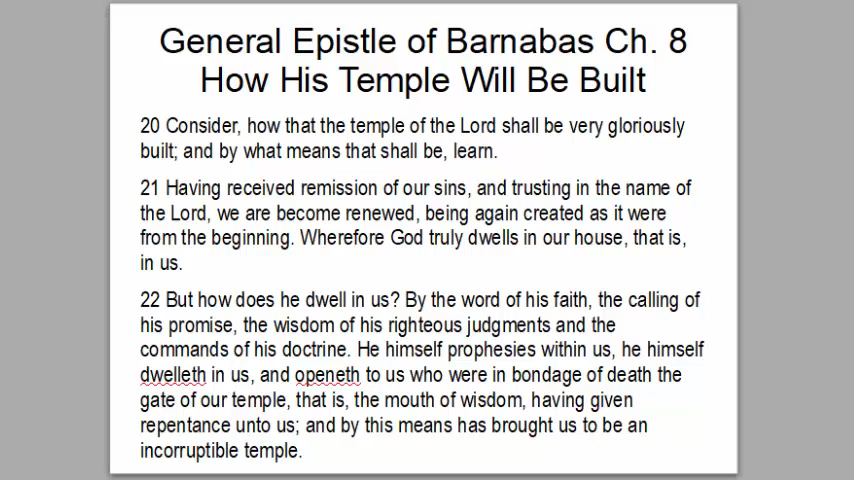 General Epistle of Barnabas Ch. 8
How His Temple Will Be Built
20 Consider, how that the temple of the Lord shall be very gloriously
built; and by what means that shall be, learn.
21 Having received remission of our sins, and trusting in the name of
the Lord, we are become renewed, being again created as it were
from the beginning. Wherefore God truly dwells in our house, that is,
in us.
22 But how does he dwell in us? By the word of his faith, the calling of
his promise, the wisdom of his righteous judgments and the
commands of his doctrine. He himself prophesies within us, he himself
dwelleth in us, and openeth to us who were in bondage of death the
gate of our temple, that is, the mouth of wisdom, having given
repentance unto us; and by this means has brought us to be an
incorruptible temple.